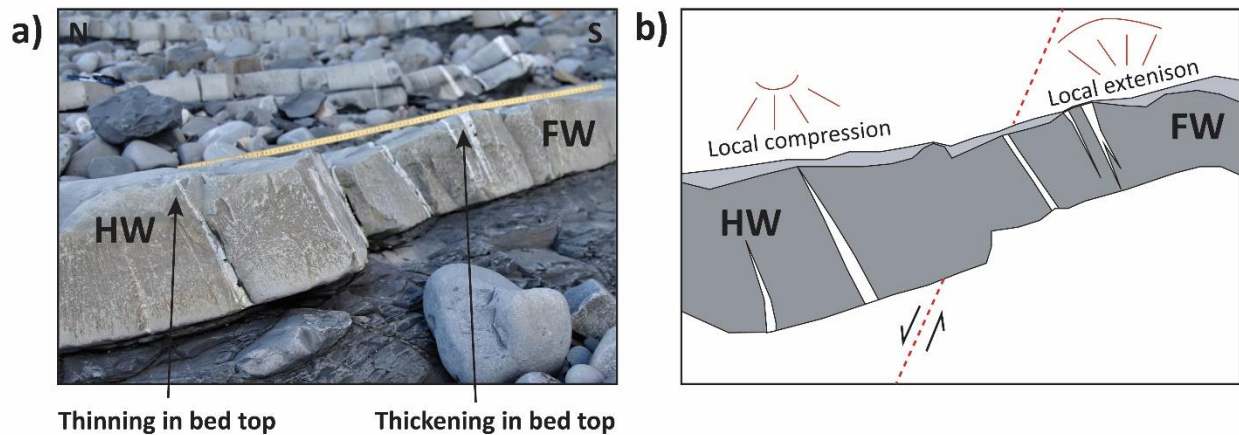 a)
N
S
HW
FW
Thinning in bed top
Thickening in bed top
b)
Local compression
Local extenison
HW
FW